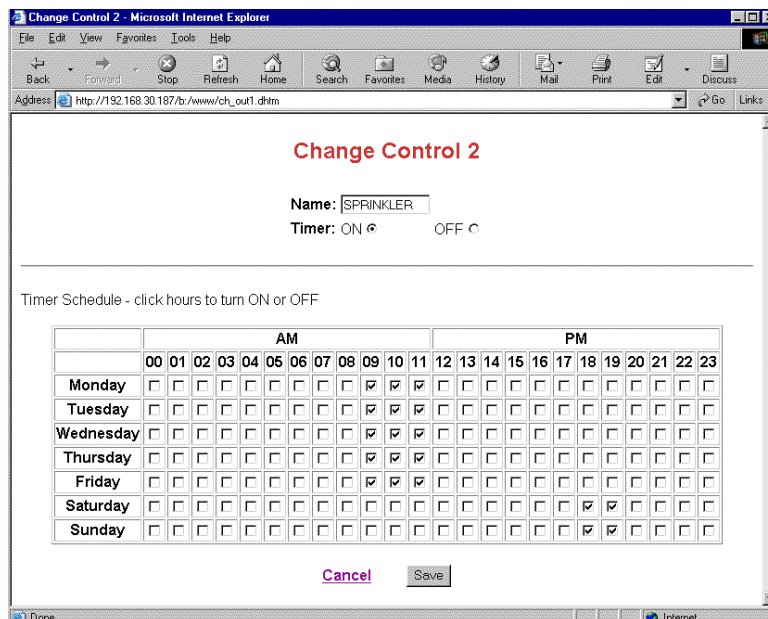 Change Control 2 - Microsoft Internet Explorer
File Edit View Favorites Tools Help
Back Forward Stop Refresh Home Search Favorites Media History Mail Print Edit Discuss
Address http://192.168.30.187/b:/www/ch_out1.dhtm Go Links
Change Control 2
Name: SPRINKLER
Timer: ON OFF
Timer Schedule - click hours to turn ON or OFF
AM PM
00 01 02 03 04 05 06 07 08 09 10 11 12 13 14 15 16 17 18 19 20 21 22 23
Monday
Tuesday
Wednesday
Thursday
Friday
Saturday
Sunday
Cancel Save
Done Internet